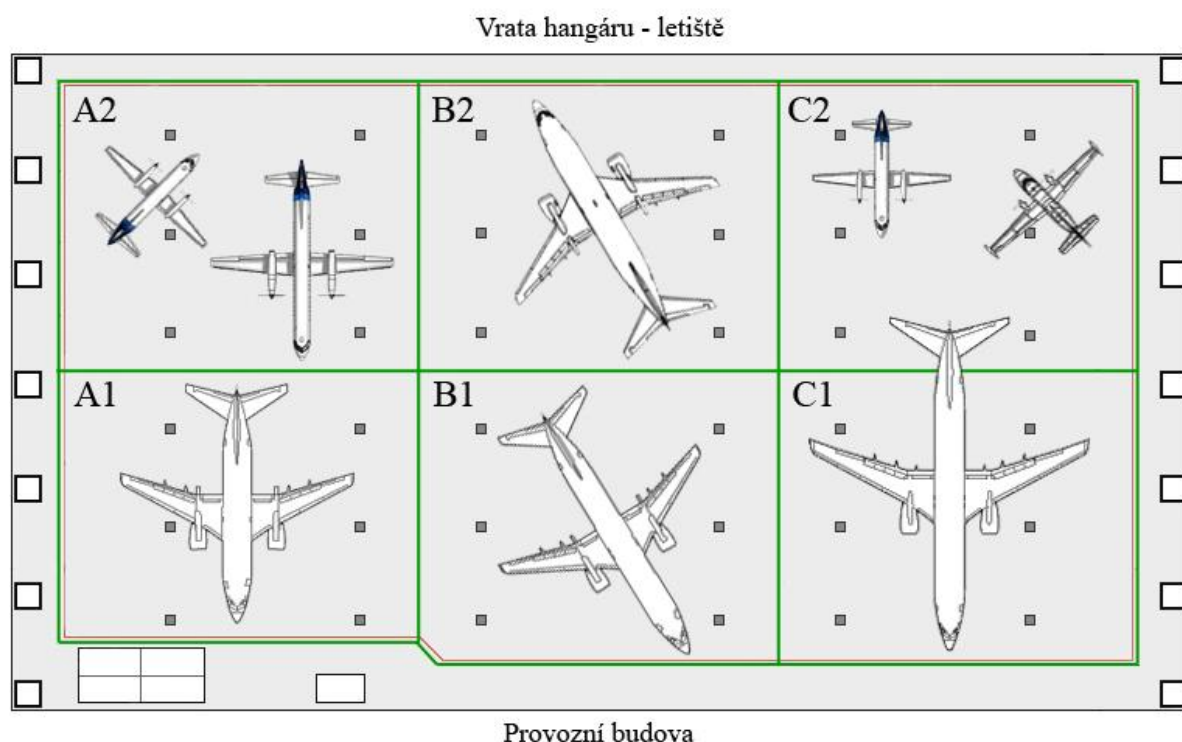 Vrata hangáru - letiště
A2
B2
C2
A1
B1
C1
Provozní budova